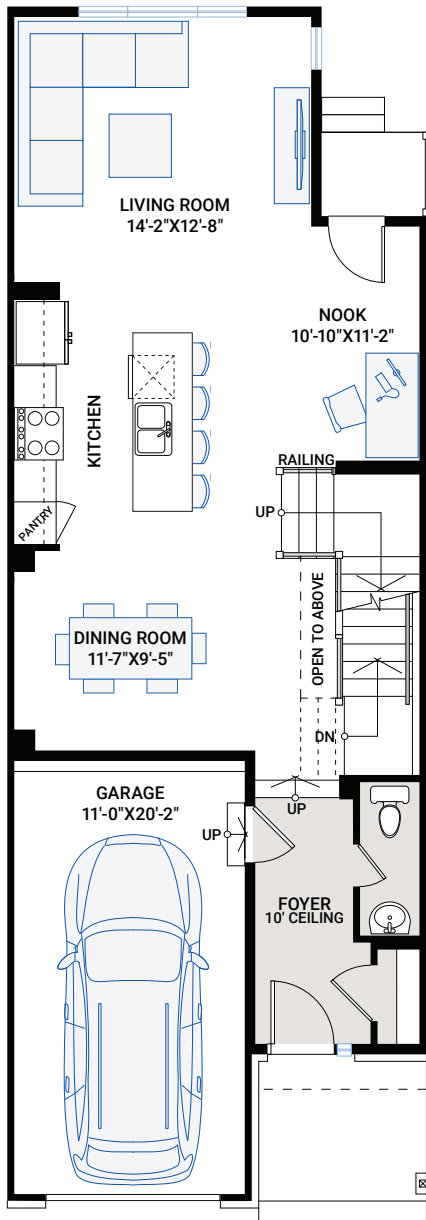 LIVING ROOM
14'-2"X12'-8"
NOOK
10'-10"X11'-2"
KITCHEN
RAILING
UP
PANTRY
OPEN TO ABOVE
DINING ROOM
11'-7"X9'-5"
DN
GARAGE
11'-0"X20'-2"
UP
UP
FOYER
10' CEILING